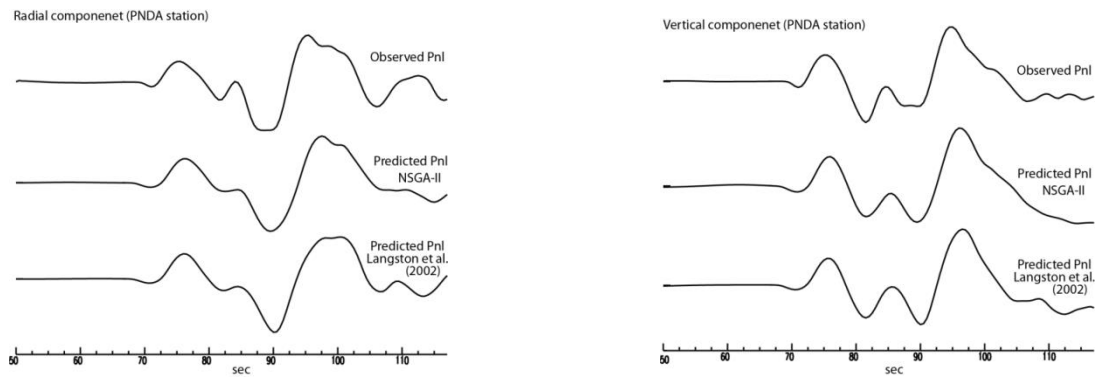 Radial componenet (PNDA station)
Observed Pnl
Predicted Pnl
NSGA-II
Predicted Pnl
Langston et al.
(2002)
50 60 70 80 90 100 110
sec
Vertical componenet (PNDA station)
Observed Pnl
Predicted Pnl
NSGA-II
Predicted Pnl
Langston et al.
(2002)
50 60 70 80 90 100 110
sec